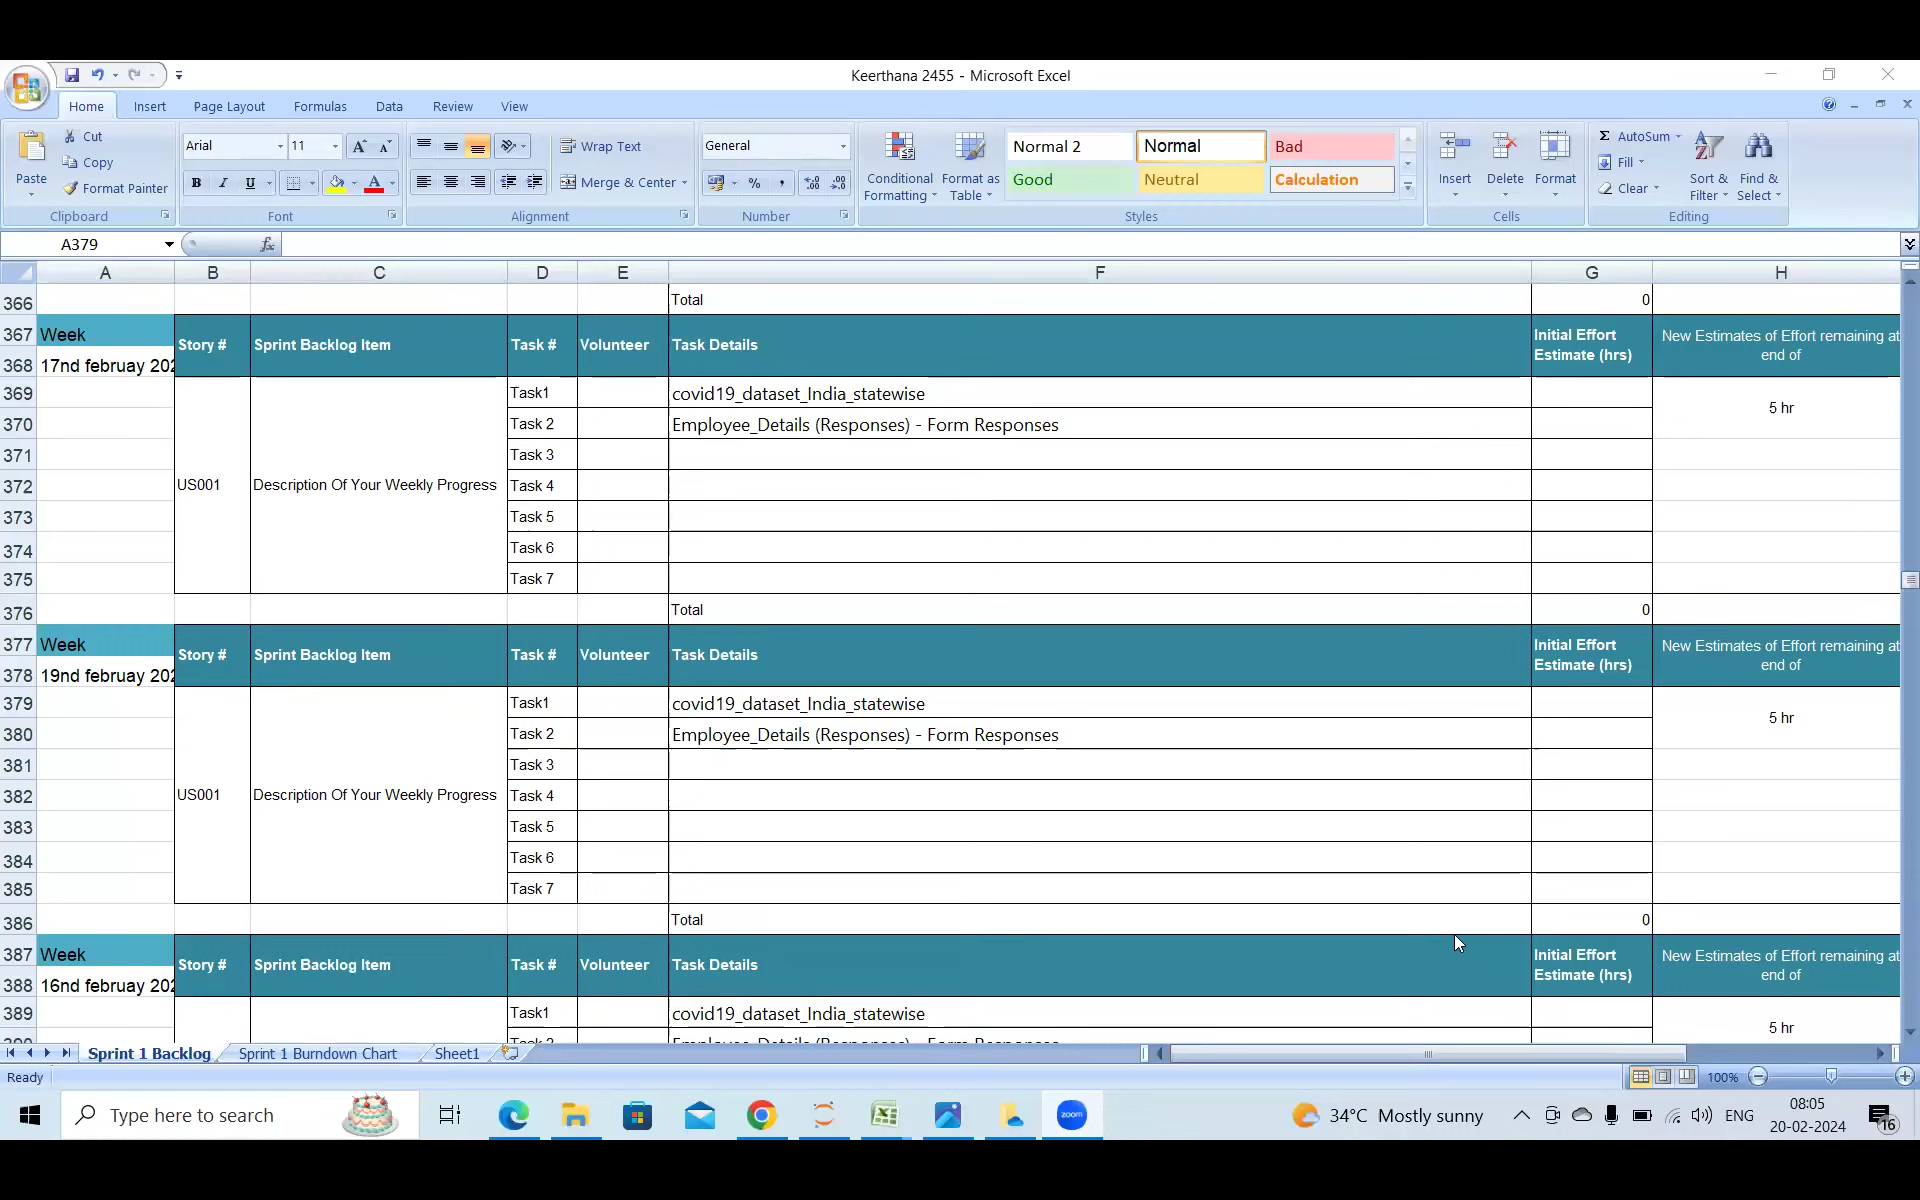 Keerthana 2455 - Microsoft Excel
Home Insert Page Layout Formulas Data Review View
Paste
Cut
Copy
Format Painter
Clipboard
Arial 11
Font
Wrap Text
Merge & Center
Alignment
General
Number
Conditional Formatting
Format as Table
Normal 2 Normal Bad
Good Neutral Calculation
Styles
Insert Delete Format
Cells
Σ AutoSum
Fill
Clear
Sort & Filter
Find & Select
Editing
A379 fx
A B C D E F G H
366 Total 0
367 Week Story # Sprint Backlog Item Task # Volunteer Task Details Initial Effort Estimate (hrs) New Estimates of Effort remaining at end of
368 17nd februay 202
369 Task1 covid19_dataset_India_statewise 5 hr
370 Task 2 Employee_Details (Responses) - Form Responses
371 Task 3
372 US001 Description Of Your Weekly Progress Task 4
373 Task 5
374 Task 6
375 Task 7
376 Total 0
377 Week Story # Sprint Backlog Item Task # Volunteer Task Details Initial Effort Estimate (hrs) New Estimates of Effort remaining at end of
378 19nd februay 202
379 Task1 covid19_dataset_India_statewise 5 hr
380 Task 2 Employee_Details (Responses) - Form Responses
381 Task 3
382 US001 Description Of Your Weekly Progress Task 4
383 Task 5
384 Task 6
385 Task 7
386 Total 0
387 Week Story # Sprint Backlog Item Task # Volunteer Task Details Initial Effort Estimate (hrs) New Estimates of Effort remaining at end of
388 16nd februay 202
389 Task1 covid19_dataset_India_statewise 5 hr
Sprint 1 Backlog Sprint 1 Burndown Chart Sheet1
Ready 100%
Type here to search
zoom
34°C Mostly sunny
ENG
08:05
20-02-2024
16